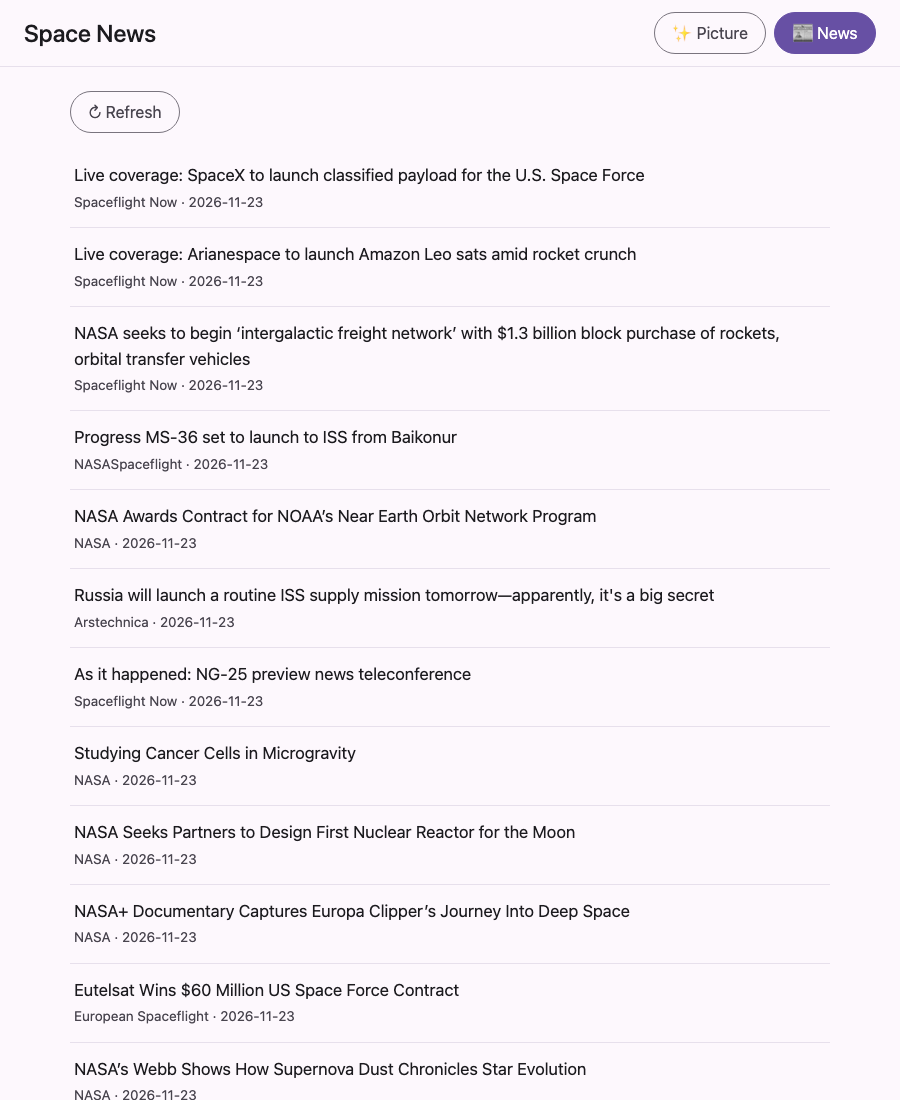 Space News
✨ Picture
📰 News
↻ Refresh
Live coverage: SpaceX to launch classified payload for the U.S. Space Force
Spaceflight Now · 2026-11-23
Live coverage: Arianespace to launch Amazon Leo sats amid rocket crunch
Spaceflight Now · 2026-11-23
NASA seeks to begin ‘intergalactic freight network’ with $1.3 billion block purchase of rockets,
orbital transfer vehicles
Spaceflight Now · 2026-11-23
Progress MS-36 set to launch to ISS from Baikonur
NASASpaceflight · 2026-11-23
NASA Awards Contract for NOAA’s Near Earth Orbit Network Program
NASA · 2026-11-23
Russia will launch a routine ISS supply mission tomorrow—apparently, it's a big secret
Arstechnica · 2026-11-23
As it happened: NG-25 preview news teleconference
Spaceflight Now · 2026-11-23
Studying Cancer Cells in Microgravity
NASA · 2026-11-23
NASA Seeks Partners to Design First Nuclear Reactor for the Moon
NASA · 2026-11-23
NASA+ Documentary Captures Europa Clipper’s Journey Into Deep Space
NASA · 2026-11-23
Eutelsat Wins $60 Million US Space Force Contract
European Spaceflight · 2026-11-23
NASA’s Webb Shows How Supernova Dust Chronicles Star Evolution
NASA · 2026-11-23